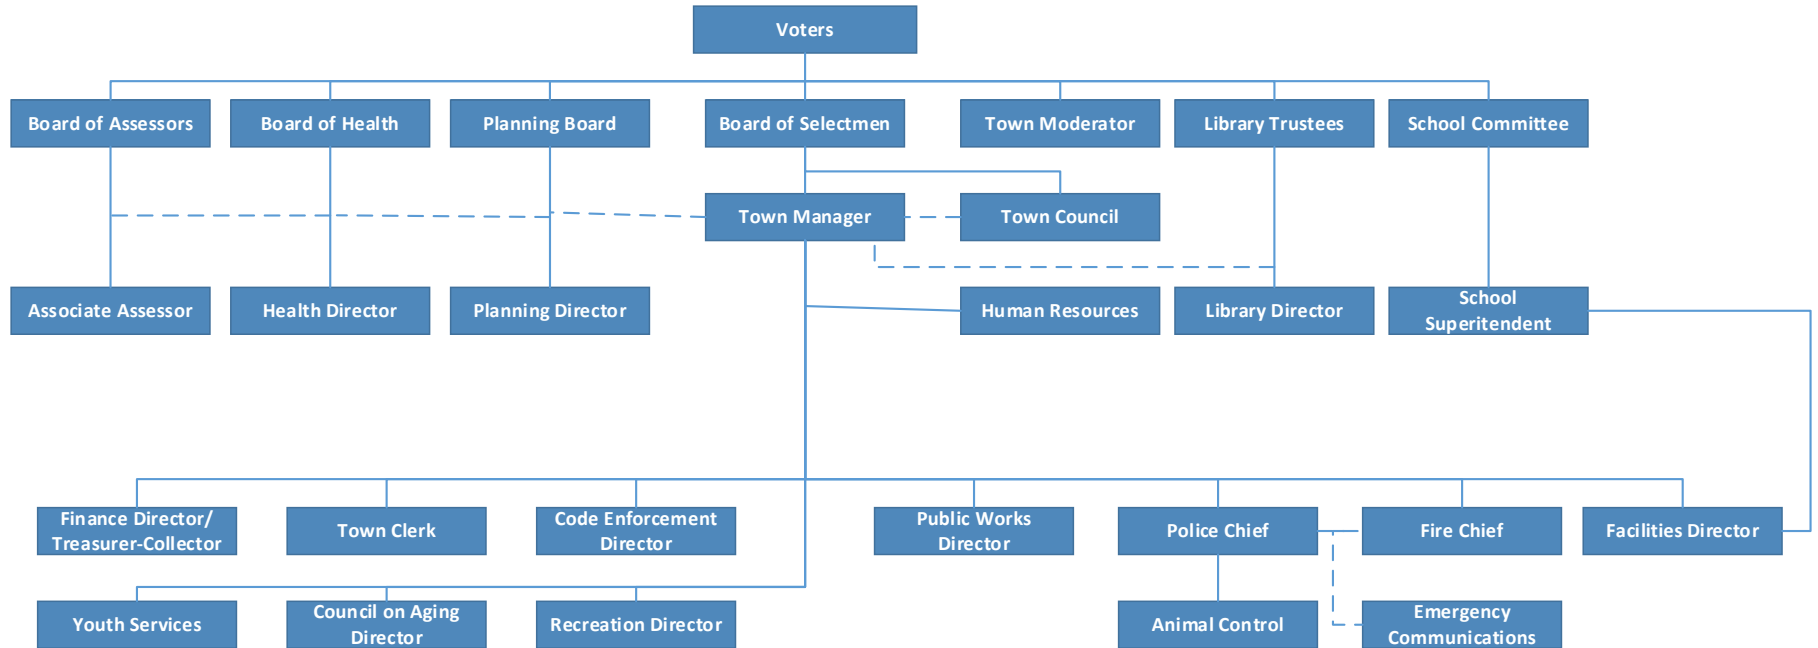 Voters
Board of Assessors
Board of Health
Planning Board
Board of Selectmen
Town Moderator
Library Trustees
School Committee
Town Manager
Town Council
Associate Assessor
Health Director
Planning Director
Human Resources
Library Director
School
Superitendent
Finance Director/
Treasurer-Collector
Town Clerk
Code Enforcement
Director
Public Works
Director
Police Chief
Fire Chief
Facilities Director
Youth Services
Council on Aging
Director
Recreation Director
Animal Control
Emergency
Communications